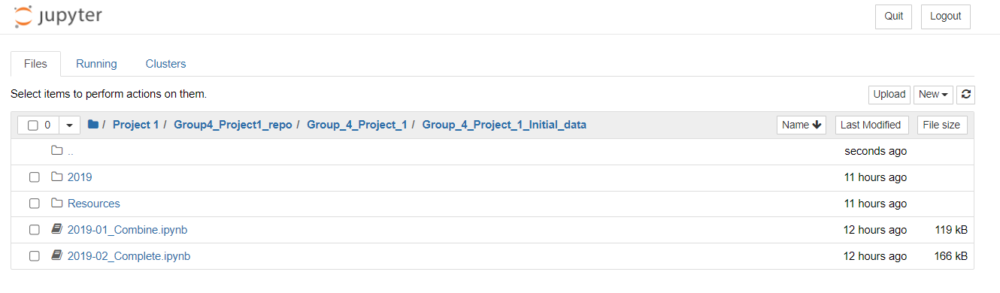 jupyter Quit Logout
Files Running Clusters
Select items to perform actions on them. Upload New
0 / Project 1 / Group4_Project1_repo / Group_4_Project_1 / Group_4_Project_1_Initial_data Name Last Modified File size
.. seconds ago
2019 11 hours ago
Resources 11 hours ago
2019-01_Combine.ipynb 12 hours ago 119 kB
2019-02_Complete.ipynb 12 hours ago 166 kB